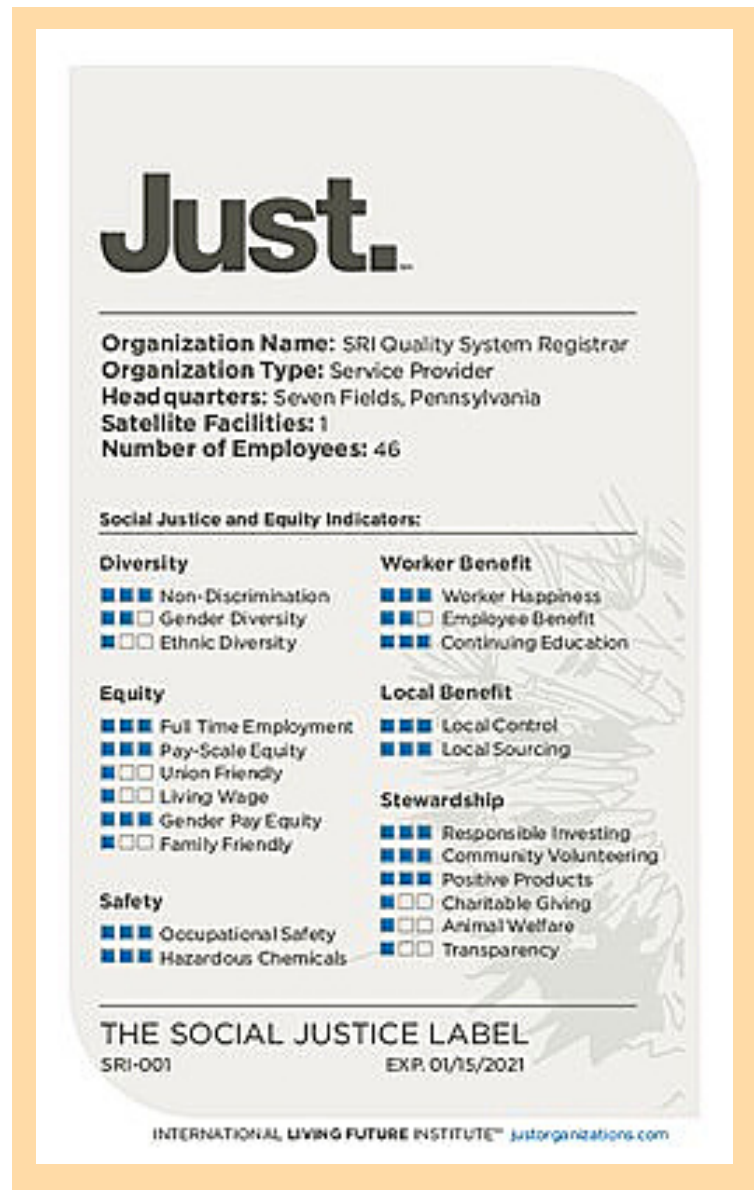 Just.
Organization Name: SRI Quality System Registrar
Organization Type: Service Provider
Headquarters: Seven Fields, Pennsylvania
Satellite Facilities: 1
Number of Employees: 46
Social Justice and Equity Indicators:
Diversity
Non-Discrimination
Gender Diversity
Ethnic Diversity
Equity
Full Time Employment
Pay-Scale Equity
Union Friendly
Living Wage
Gender Pay Equity
Family Friendly
Safety
Occupational Safety
Hazardous Chemicals
Worker Benefit
Worker Happiness
Employee Benefit
Continuing Education
Local Benefit
Local Control
Local Sourcing
Stewardship
Responsible Investing
Community Volunteering
Positive Products
Charitable Giving
Animal Welfare
Transparency
THE SOCIAL JUSTICE LABEL
SRI-001 EXP. 01/15/2021
INTERNATIONAL LIVING FUTURE INSTITUTE℠ justorganizations.com